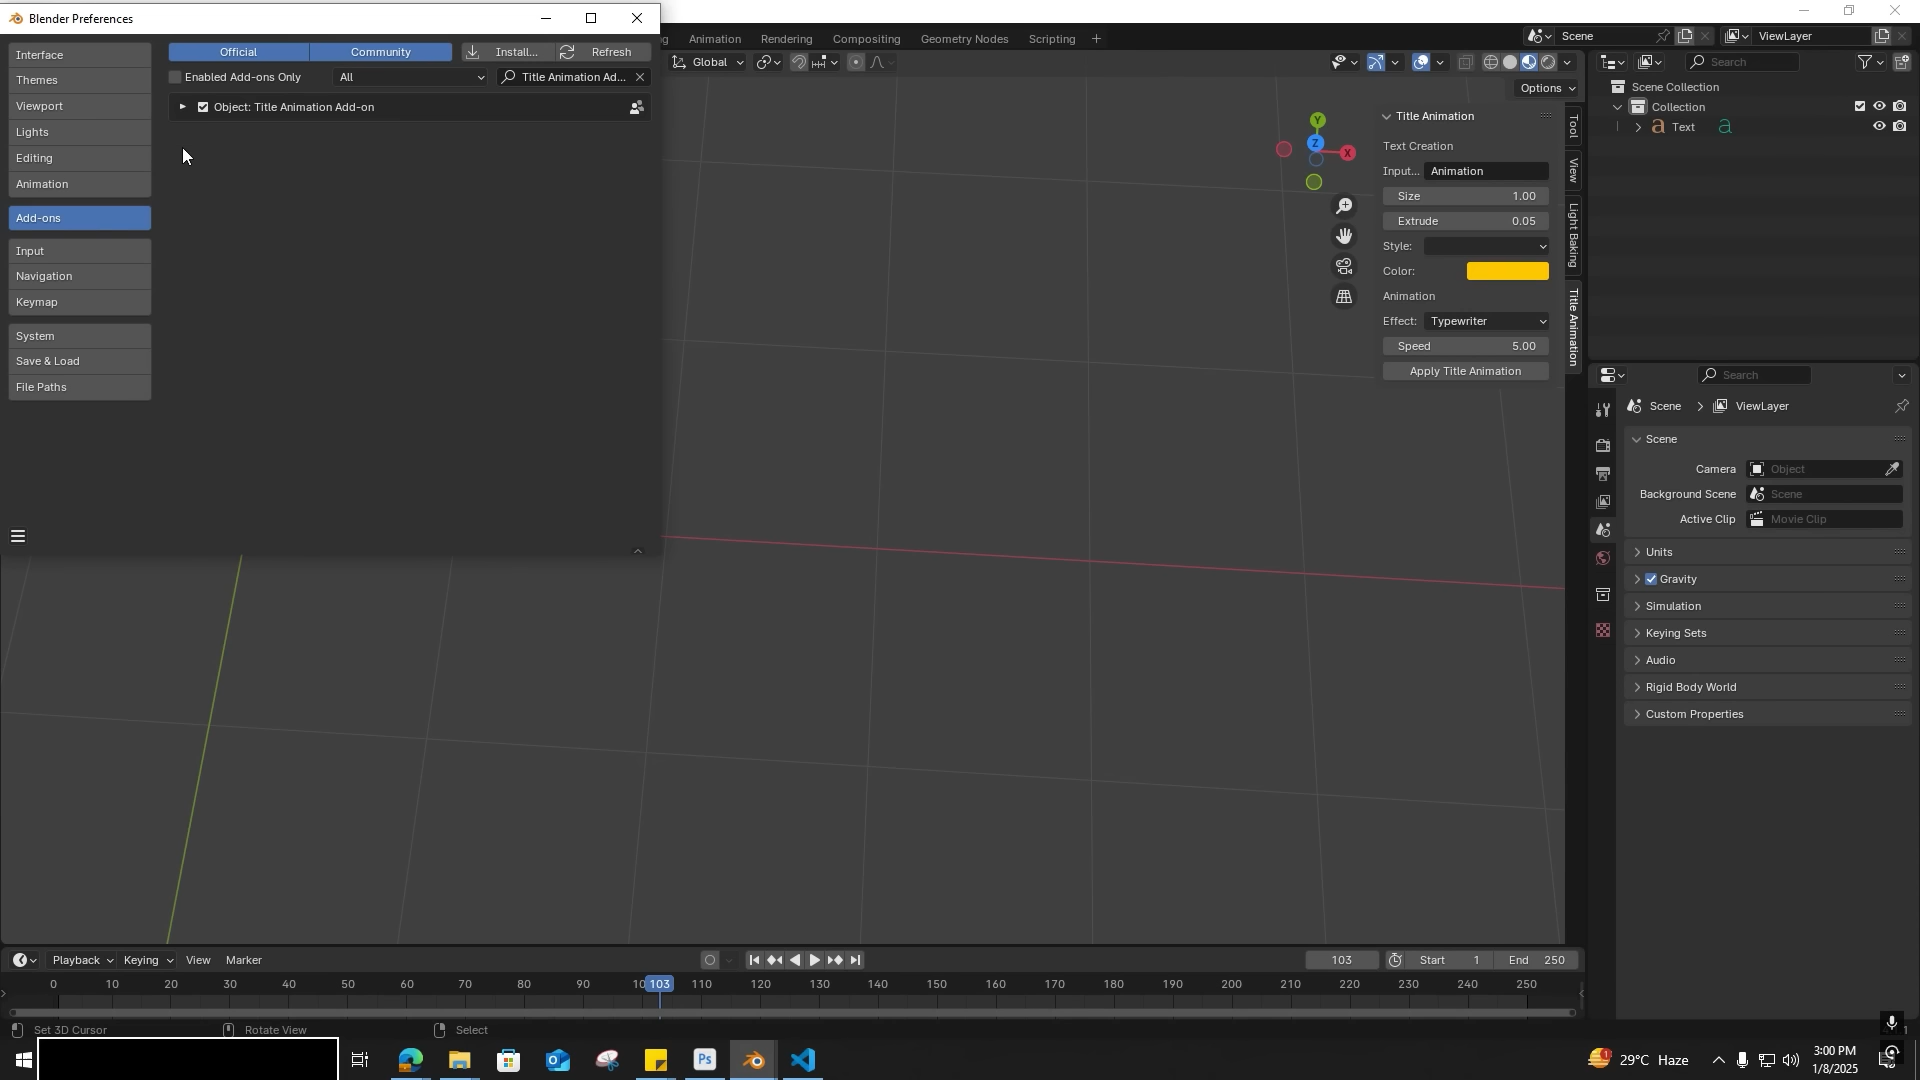 Blender Preferences
Interface
Themes
Viewport
Lights
Editing
Animation
Add-ons
Input
Navigation
Keymap
System
Save & Load
File Paths
Official Community Install... Refresh
Enabled Add-ons Only All Title Animation Ad...
Object: Title Animation Add-on
Animation Rendering Compositing Geometry Nodes Scripting
Scene ViewLayer
Global
Options
Y
Z
X
Title Animation
Text Creation
Input... Animation
Size 1.00
Extrude 0.05
Style:
Color:
Animation
Effect: Typewriter
Speed 5.00
Apply Title Animation
Tool
View
Light Baking
Title Animation
Search
Scene Collection
Collection
Text
Search
Scene ViewLayer
Scene
Camera Object
Background Scene Scene
Active Clip Movie Clip
Units
Gravity
Simulation
Keying Sets
Audio
Rigid Body World
Custom Properties
Playback Keying View Marker
103 Start 1 End 250
0 10 20 30 40 50 60 70 80 90 10 103 110 120 130 140 150 160 170 180 190 200 210 220 230 240 250
Set 3D Cursor Rotate View Select
Ps
29°C Haze
3:00 PM
1/8/2025